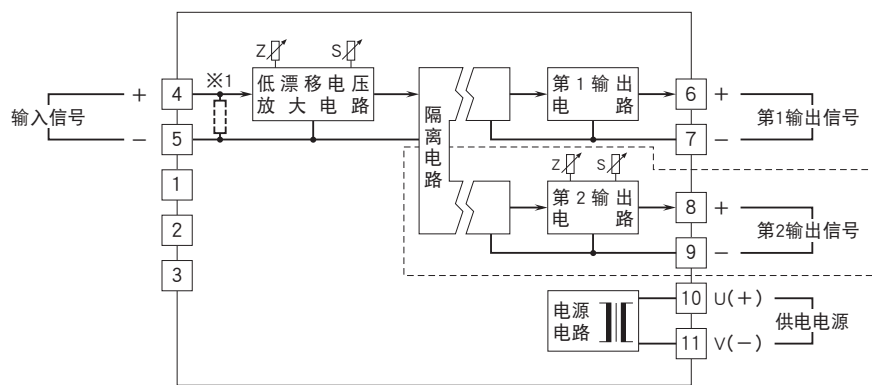 Z S
※1
+ 4 低漂移电压
放大电路
第1输出
电路
6 +
输入信号
第1输出信号
− 5
7 −
隔离电路
1
Z S
2
第2输出
电路
8 +
第2输出信号
9 −
3
电源
电路
10 U(+)
供电电源
11 V(−)